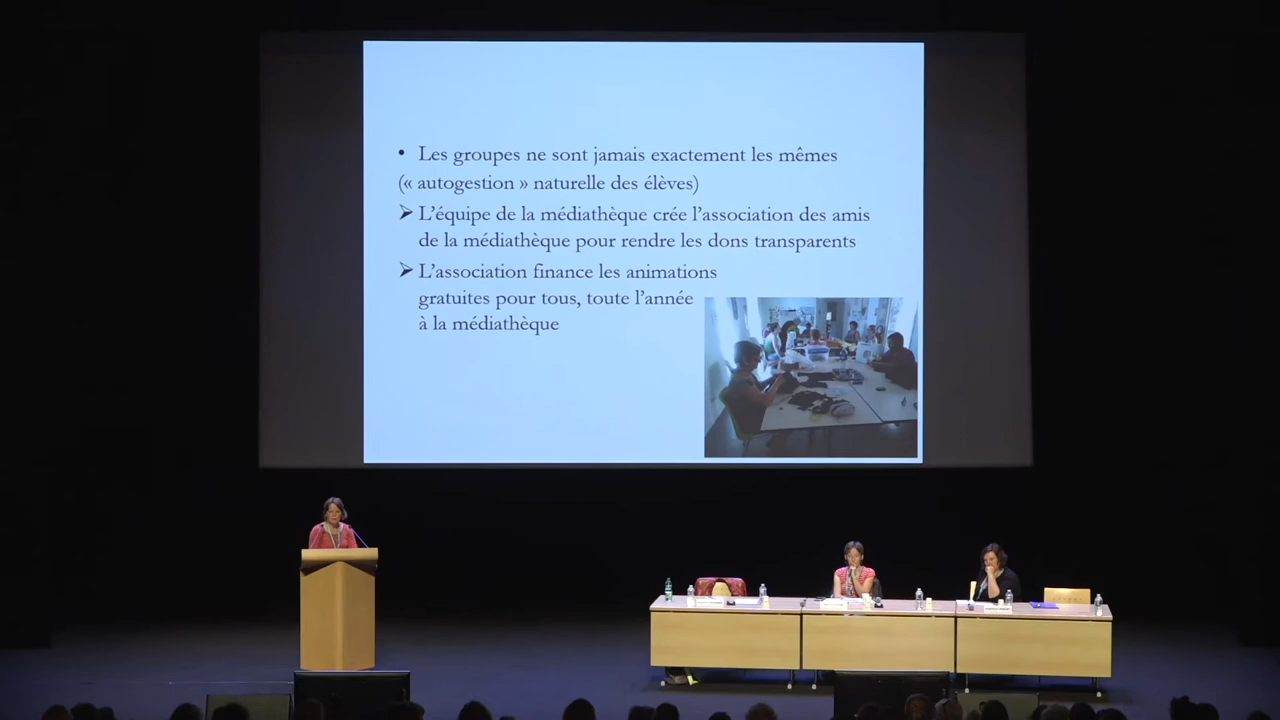 • Les groupes ne sont jamais exactement les mêmes
(« autogestion » naturelle des élèves)
➢ L'équipe de la médiathèque crée l'association des amis
de la médiathèque pour rendre les dons transparents
➢ L'association finance les animations
gratuites pour tous, toute l'année
à la médiathèque